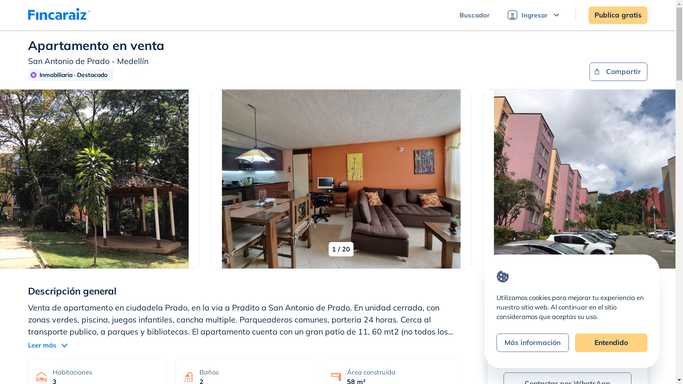 Fincaraiz
Buscador
Ingresar
Publica gratis
Apartamento en venta
San Antonio de Prado - Medellín
Inmobiliaria - Destacado
Compartir
1 / 20
Descripción general
Venta de apartamento en ciudadela Prado, en la via a Pradito a San Antonio de Prado. En unidad cerrada, con
zonas verdes, piscina, juegos infantiles, cancha multiple. Parqueaderos comunes, porteria 24 horas. Cerca al
transporte publico, a parques y bibliotecas. El apartamento cuenta con un gran patio de 11, 60 mt2 (no todos los...
Leer más
Habitaciones
3
Baños
2
Área construida
58 m²
Utilizamos cookies para mejorar tu experiencia en
nuestro sitio web. Al continuar en el sitio
consideramos que aceptas su uso.
Más información
Entendido
Contactar por WhatsApp